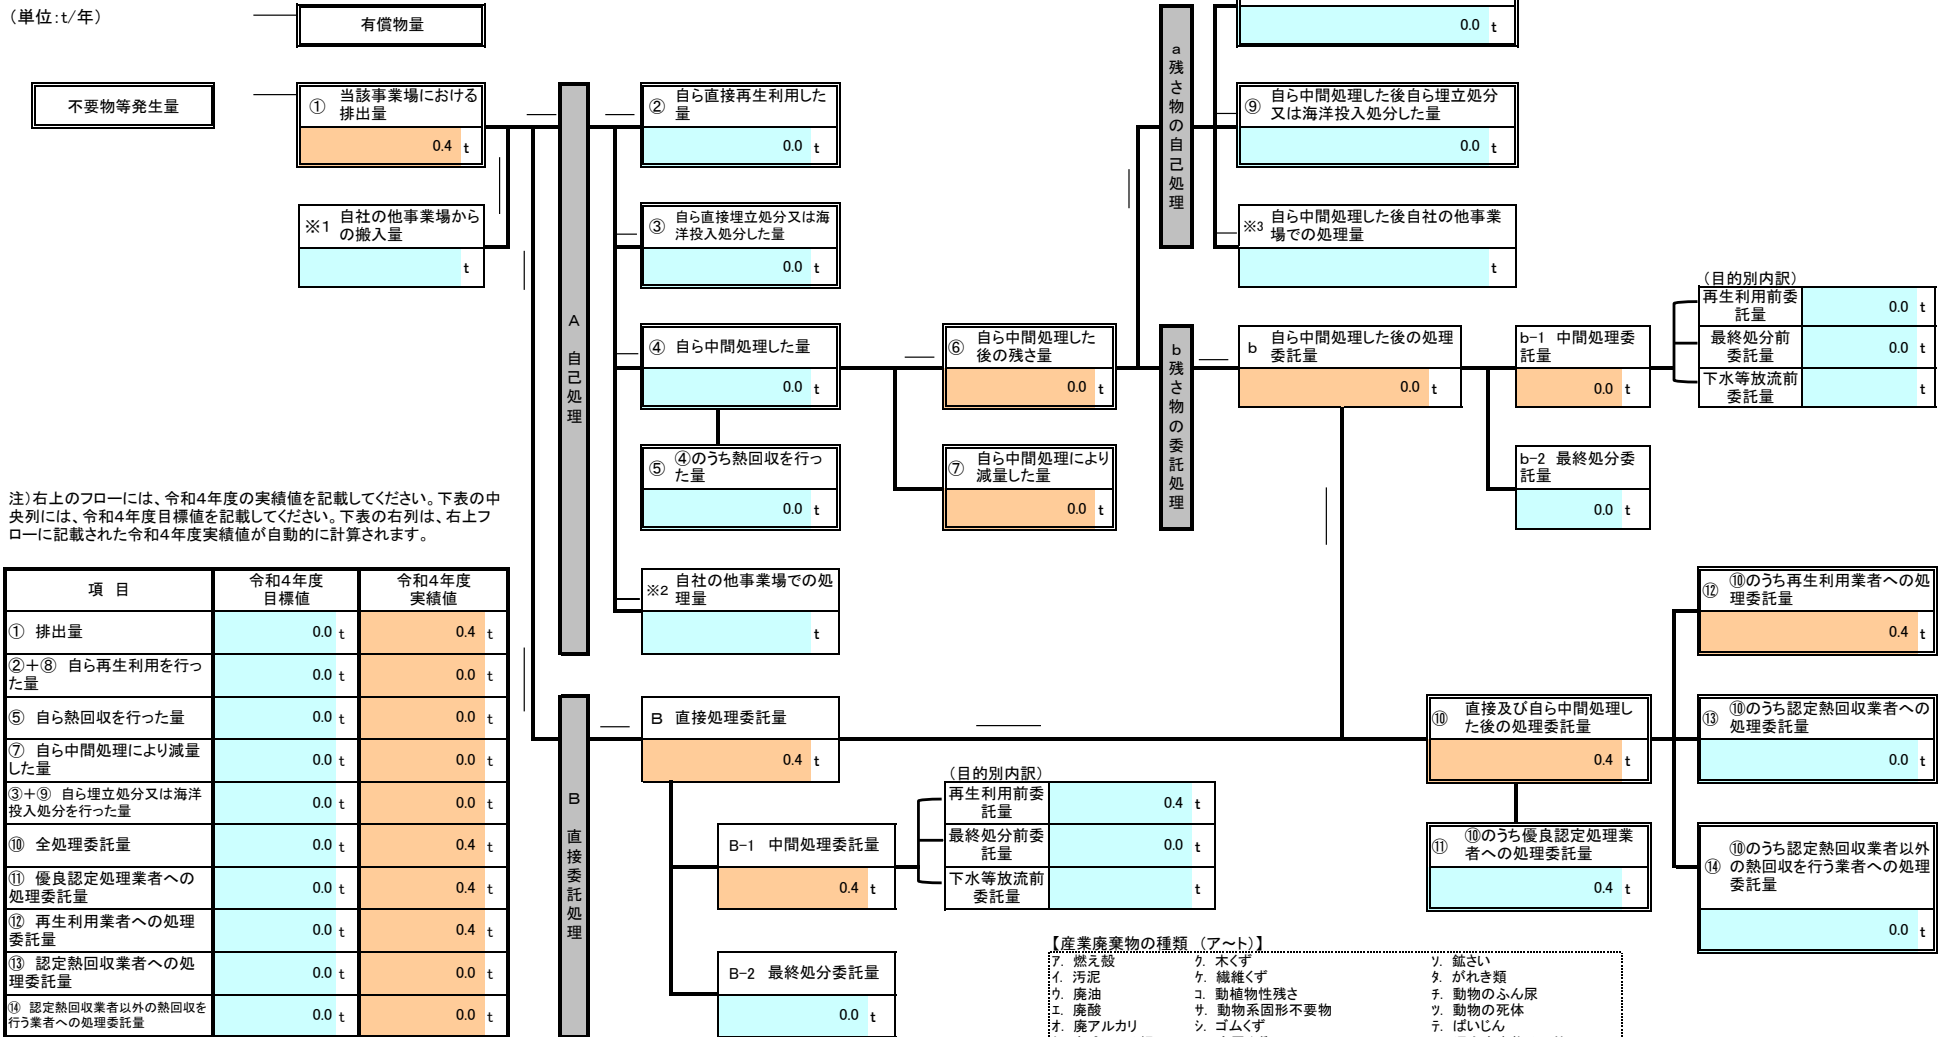 （単位:t/年）
有償物量
不要物等発生量
① 当該事業場における
排出量
0.4 t
※1 自社の他事業場から
の搬入量
t
A 自己処理
② 自ら直接再生利用した
量
0.0 t
③ 自ら直接埋立処分又は海
洋投入処分した量
0.0 t
④ 自ら中間処理した量
0.0 t
⑤ ④のうち熱回収を行っ
た量
0.0 t
※2 自社の他事業場での処
理量
t
⑥ 自ら中間処理した
後の残さ量
0.0 t
⑦ 自ら中間処理により
減量した量
0.0 t
a 残さ物の自己処理
0.0 t
⑨ 自ら中間処理した後自ら埋立処分
又は海洋投入処分した量
0.0 t
※3 自ら中間処理した後自社の他事業
場での処理量
t
b 残さ物の委託処理
b 自ら中間処理した後の処理
委託量
0.0 t
b-1 中間処理委
託量
0.0 t
b-2 最終処分委
託量
0.0 t
（目的別内訳）
再生利用前委
託量
0.0 t
最終処分前
委託量
0.0 t
下水等放流前
委託量
t
注）右上のフローには、令和４年度の実績値を記載してください。下表の中
央列には、令和４年度目標値を記載してください。下表の右列は、右上フ
ローに記載された令和４年度実績値が自動的に計算されます。
項 目
令和４年度
目標値
令和４年度
実績値
① 排出量 0.0 t 0.4 t
②＋⑧ 自ら再生利用を行っ
た量 0.0 t 0.0 t
⑤ 自ら熱回収を行った量 0.0 t 0.0 t
⑦ 自ら中間処理により減量
した量 0.0 t 0.0 t
③＋⑨ 自ら埋立処分又は海洋
投入処分を行った量 0.0 t 0.0 t
⑩ 全処理委託量 0.0 t 0.4 t
⑪ 優良認定処理業者への
処理委託量 0.0 t 0.4 t
⑫ 再生利用業者への処理
委託量 0.0 t 0.4 t
⑬ 認定熱回収業者への処
理委託量 0.0 t 0.0 t
⑭ 認定熱回収業者以外の熱回収を
行う業者への処理委託量 0.0 t 0.0 t
B 直接委託処理
B 直接処理委託量
0.4 t
B-1 中間処理委託量
0.4 t
B-2 最終処分委託量
0.0 t
（目的別内訳）
再生利用前委
託量
0.4 t
最終処分前委
託量
0.0 t
下水等放流前
委託量
t
⑩ 直接及び自ら中間処理し
た後の処理委託量
0.4 t
⑪ ⑩のうち優良認定処理業
者への処理委託量
0.4 t
⑫ ⑩のうち再生利用業者への処
理委託量
0.4 t
⑬ ⑩のうち認定熱回収業者への
処理委託量
0.0 t
⑭ ⑩のうち認定熱回収業者以外
の熱回収を行う業者への処理
委託量
0.0 t
【産業廃棄物の種類 （ア～ト）】
ｱ. 燃え殻 ｸ. 木くず ｿ. 鉱さい
ｲ. 汚泥 ｹ. 繊維くず ﾀ. がれき類
ｳ. 廃油 ｺ. 動植物性残さ ﾁ. 動物のふん尿
ｴ. 廃酸 ｻ. 動物系固形不要物 ﾂ. 動物の死体
ｵ. 廃アルカリ ｼ. ゴムくず ﾃ. ばいじん